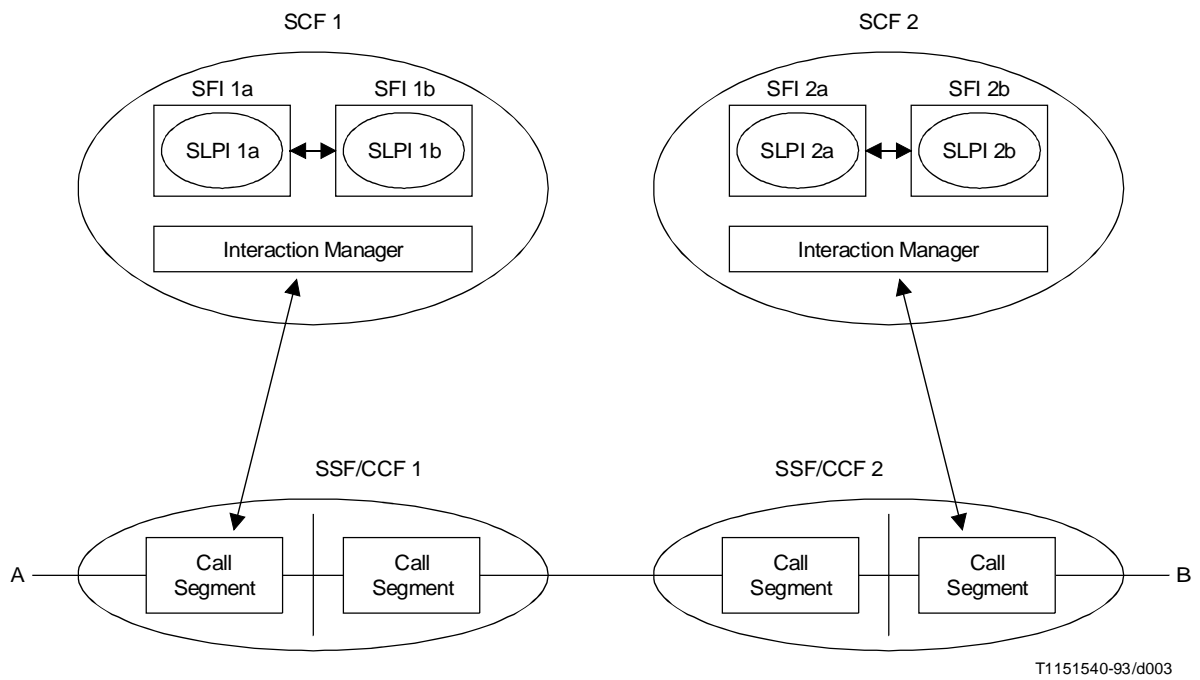 SCF 1
SCF 2
SFI 1a
SFI 1b
SFI 2a
SFI 2b
SLPI 1a
SLPI 1b
SLPI 2a
SLPI 2b
Interaction Manager
Interaction Manager
SSF/CCF 1
SSF/CCF 2
A
Call
Segment
Call
Segment
Call
Segment
Call
Segment
B
T1151540-93/d003